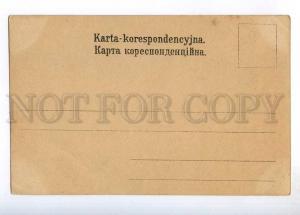 Karta-korespondencyjna.
Карта кореспонденційна.
NOT FOR COPY